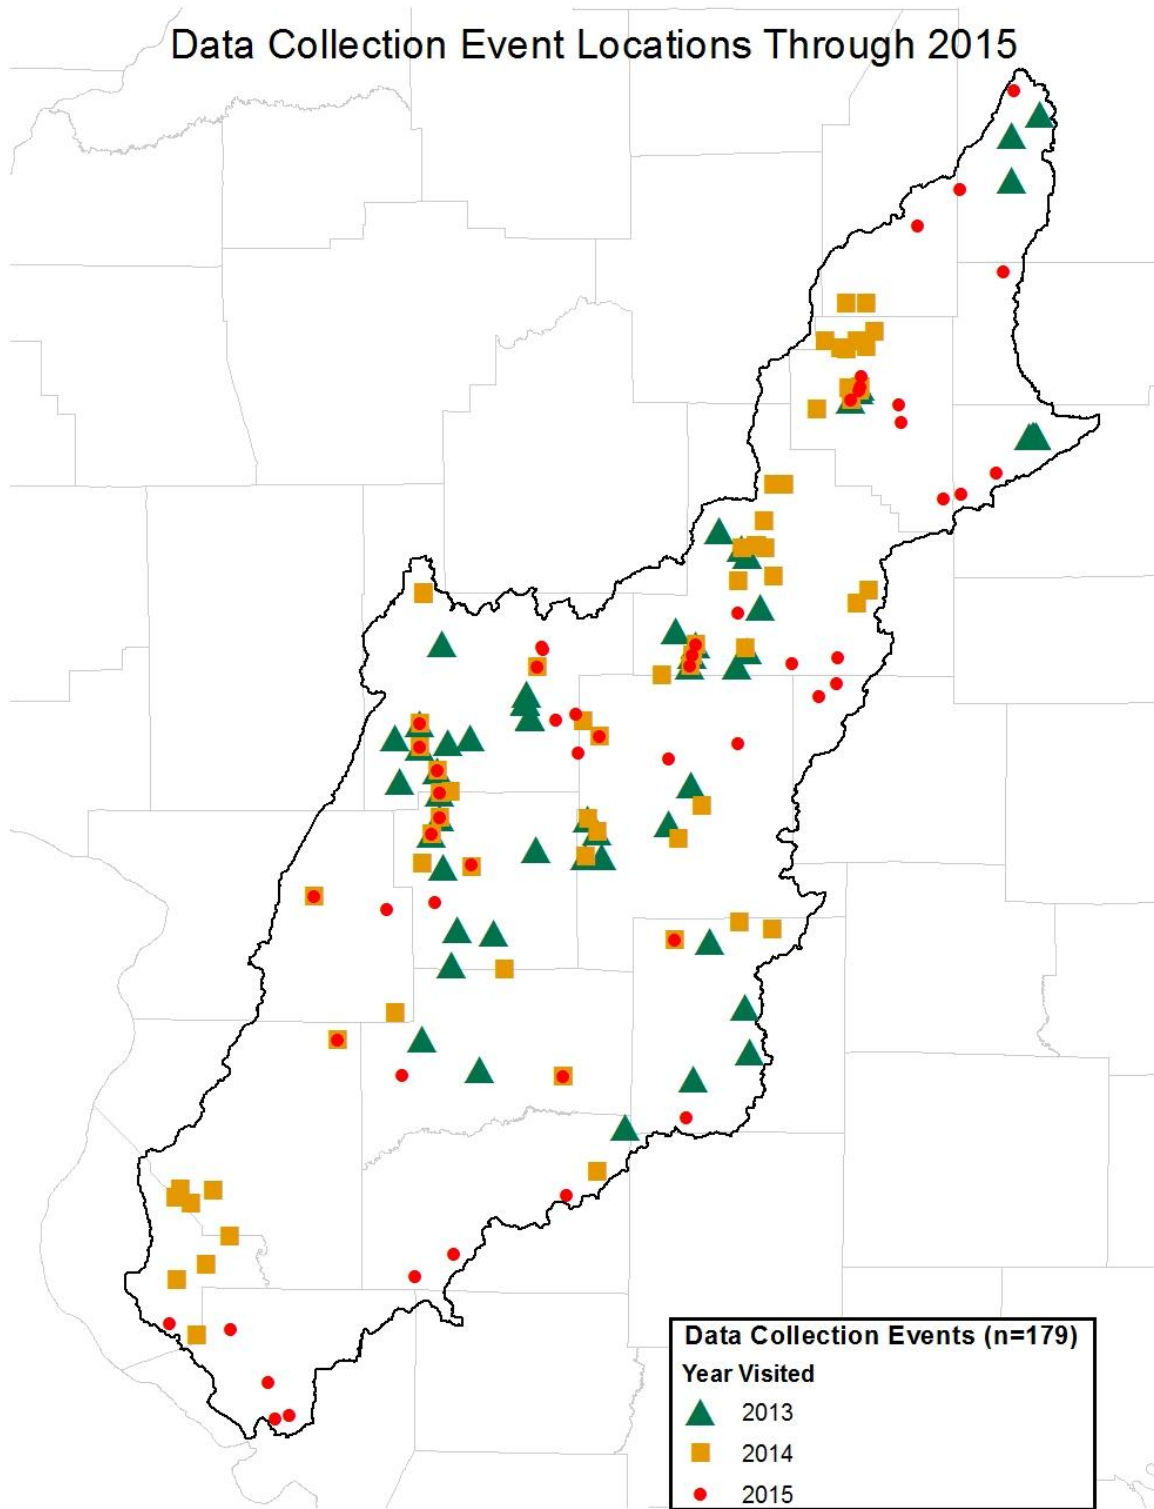 Data Collection Event Locations Through 2015
Data Collection Events (n=179)
Year Visited
2013
2014
2015